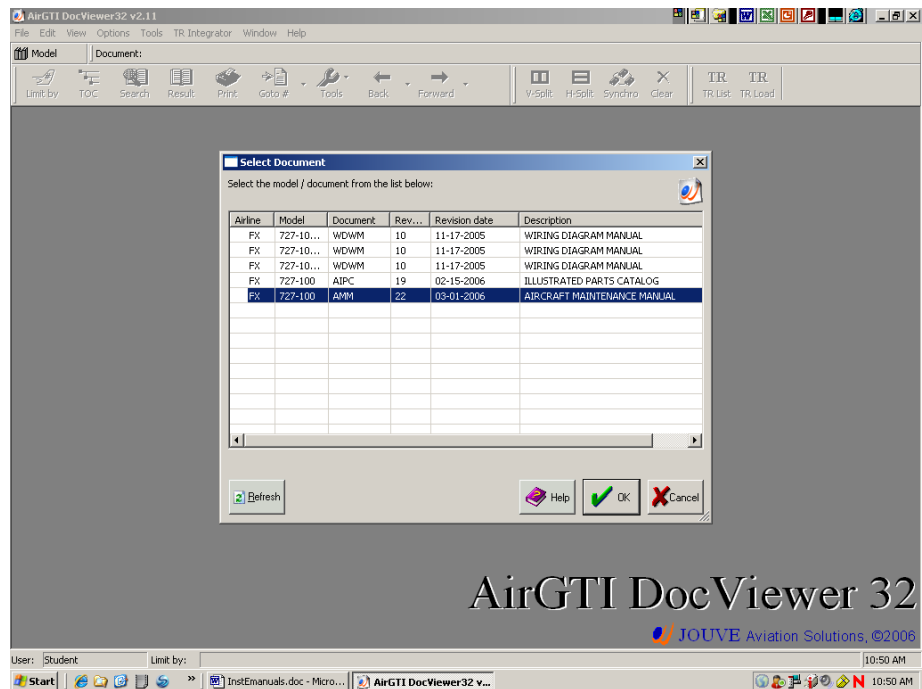 AirGTI DocViewer32 v2.11
File Edit View Options Tools TR Integrator Window Help
Model Document:
Limit by TOC Search Result Print Goto # Tools Back Forward V-Split H-Split Synchro Clear TR List TR Load
TR TR
Select Document
Select the model / document from the list below:
Airline Model Document Rev... Revision date Description
FX 727-10... WDWM 10 11-17-2005 WIRING DIAGRAM MANUAL
FX 727-10... WDWM 10 11-17-2005 WIRING DIAGRAM MANUAL
FX 727-10... WDWM 10 11-17-2005 WIRING DIAGRAM MANUAL
FX 727-100 AIPC 19 02-15-2006 ILLUSTRATED PARTS CATALOG
FX 727-100 AMM 22 03-01-2006 AIRCRAFT MAINTENANCE MANUAL
Refresh Help OK Cancel
AirGTI DocViewer 32
JOUVE Aviation Solutions, ©2006
User: Student Limit by: 10:50 AM
Start » InstEmanuals.doc - Micro... AirGTI DocViewer32 v... N 10:50 AM